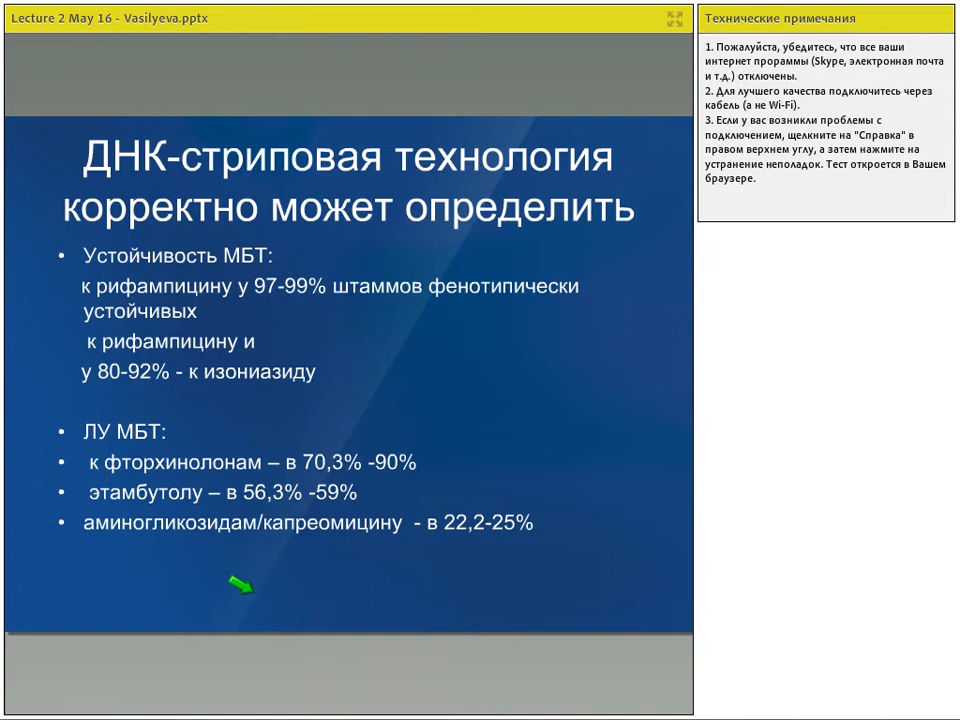 Lecture 2 May 16 - Vasilyeva.pptx
ДНК-стриповая технология
корректно может определить
• Устойчивость МБТ:
к рифампицину у 97-99% штаммов фенотипически
устойчивых
к рифампицину и
у 80-92% - к изониазиду
• ЛУ МБТ:
• к фторхинолонам – в 70,3% -90%
• этамбутолу – в 56,3% -59%
• аминогликозидам/капреомицину - в 22,2-25%
Технические примечания
1. Пожалуйста, убедитесь, что все ваши
интернет прораммы (Skype, электронная почта
и т.д.) отключены.
2. Для лучшего качества подключитесь через
кабель (а не Wi-Fi).
3. Если у вас возникли проблемы с
подключением, щелкните на "Справка" в
правом верхнем углу, а затем нажмите на
устранение неполадок. Тест откроется в Вашем
браузере.